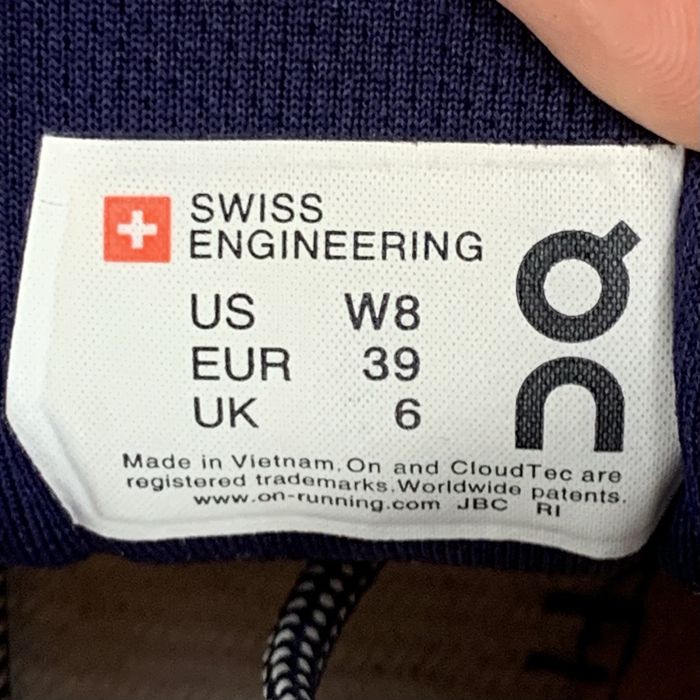 SWISS
ENGINEERING
US W8
EUR 39
UK 6
Made in Vietnam. On and CloudTec are
registered trademarks. Worldwide patents.
www.on-running.com JBC RI
On